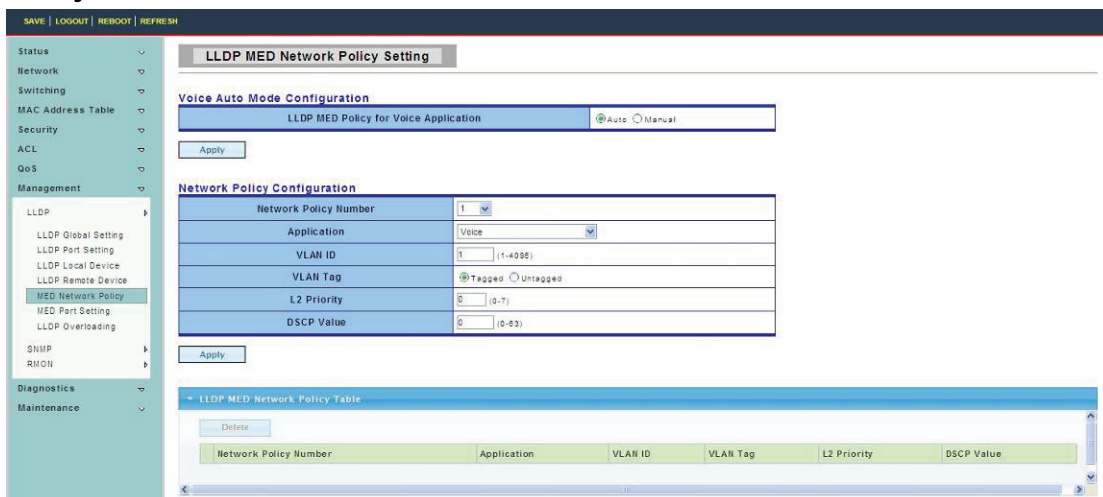 SAVE | LOGOUT | REBOOT | REFRESH
Status
Network
Switching
MAC Address Table
Security
ACL
QoS
Management
LLDP
LLDP Global Setting
LLDP Port Setting
LLDP Local Device
LLDP Remote Device
MED Network Policy
MED Port Setting
LLDP Overloading
SNMP
RMON
Diagnostics
Maintenance
LLDP MED Network Policy Setting
Voice Auto Mode Configuration
LLDP MED Policy for Voice Application Auto Manual
Apply
Network Policy Configuration
Network Policy Number 1
Application Voice
VLAN ID 1 (1-4095)
VLAN Tag Tagged Untagged
L2 Priority 0 (0-7)
DSCP Value 0 (0-63)
Apply
LLDP MED Network Policy Table
Delete
Network Policy Number Application VLAN ID VLAN Tag L2 Priority DSCP Value